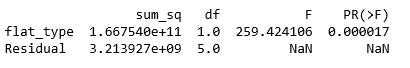 sum_sq df F PR(>F)
flat_type 1.667540e+11 1.0 259.424106 0.000017
Residual 3.213927e+09 5.0 NaN NaN